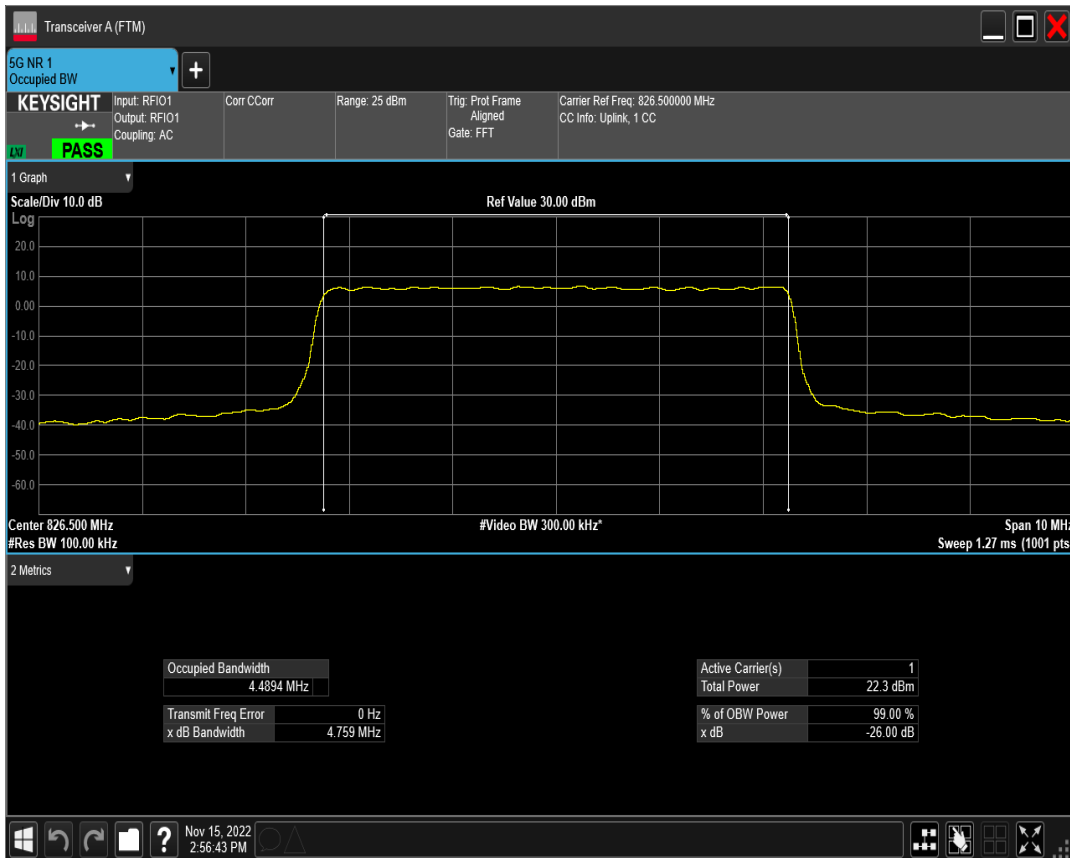 Transceiver A (FTM)
5G NR 1
Occupied BW
+
KEYSIGHT
LXI
PASS
Input: RFIO1
Output: RFIO1
Coupling: AC
Corr CCorr
Range: 25 dBm
Trig: Prot Frame
Aligned
Gate: FFT
Carrier Ref Freq: 826.500000 MHz
CC Info: Uplink, 1 CC
1 Graph
Scale/Div 10.0 dB
Ref Value 30.00 dBm
Log
20.0
10.0
0.00
-10.0
-20.0
-30.0
-40.0
-50.0
-60.0
Center 826.500 MHz
#Video BW 300.00 kHz*
Span 10 MHz
#Res BW 100.00 kHz
Sweep 1.27 ms (1001 pts
2 Metrics
Occupied Bandwidth
4.4894 MHz
Transmit Freq Error 0 Hz
x dB Bandwidth 4.759 MHz
Active Carrier(s) 1
Total Power 22.3 dBm
% of OBW Power 99.00 %
x dB -26.00 dB
?
Nov 15, 2022
2:56:43 PM